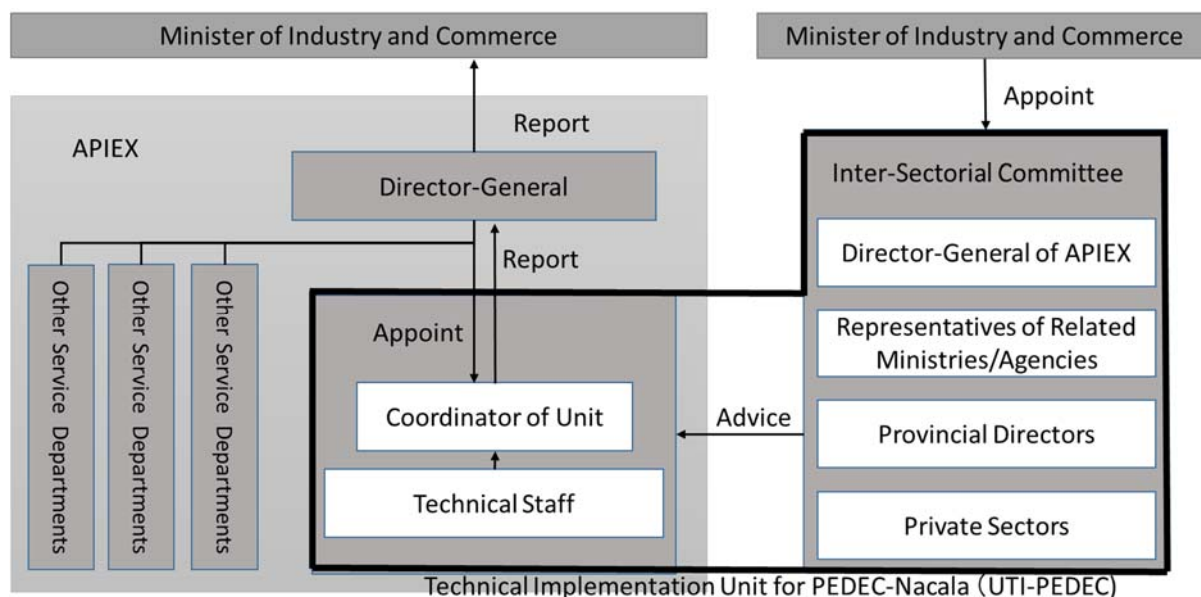 Minister of Industry and Commerce
Minister of Industry and Commerce
Appoint
Report
APIEX
Director-General
Inter-Sectorial Committee
Director-General of APIEX
Report
Other Service Departments
Other Service Departments
Other Service Departments
Appoint
Representatives of Related
Ministries/Agencies
Coordinator of Unit
Advice
Provincial Directors
Technical Staff
Private Sectors
Technical Implementation Unit for PEDEC-Nacala（UTI-PEDEC)